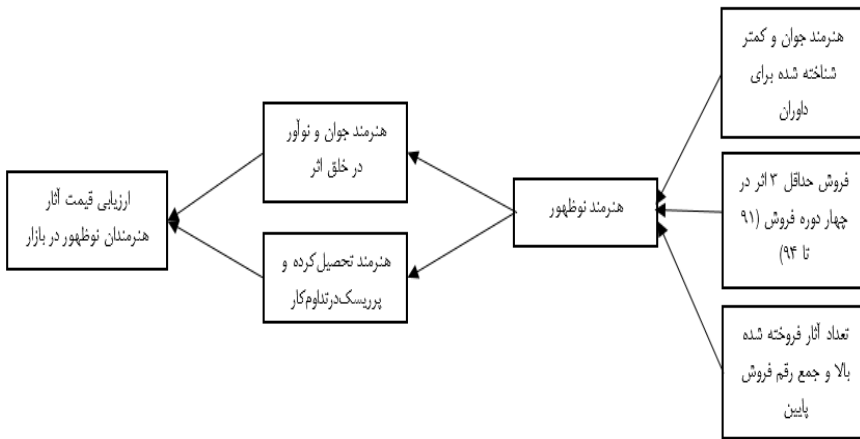 هنرمند جوان و کمتر
شناخته شده برای
داوران
فروش حداقل ۳ اثر در
چهار دوره فروش (۹۱
تا ۹۴)
تعداد آثار فروخته شده
بالا و جمع رقم فروش
پایین
هنرمند نوظهور
هنرمند جوان و نوآور
در خلق اثر
هنرمند تحصیل کرده و
پرریسک‌درتداوم‌کار
ارزیابی قیمت آثار
هنرمندان نوظهور در بازار